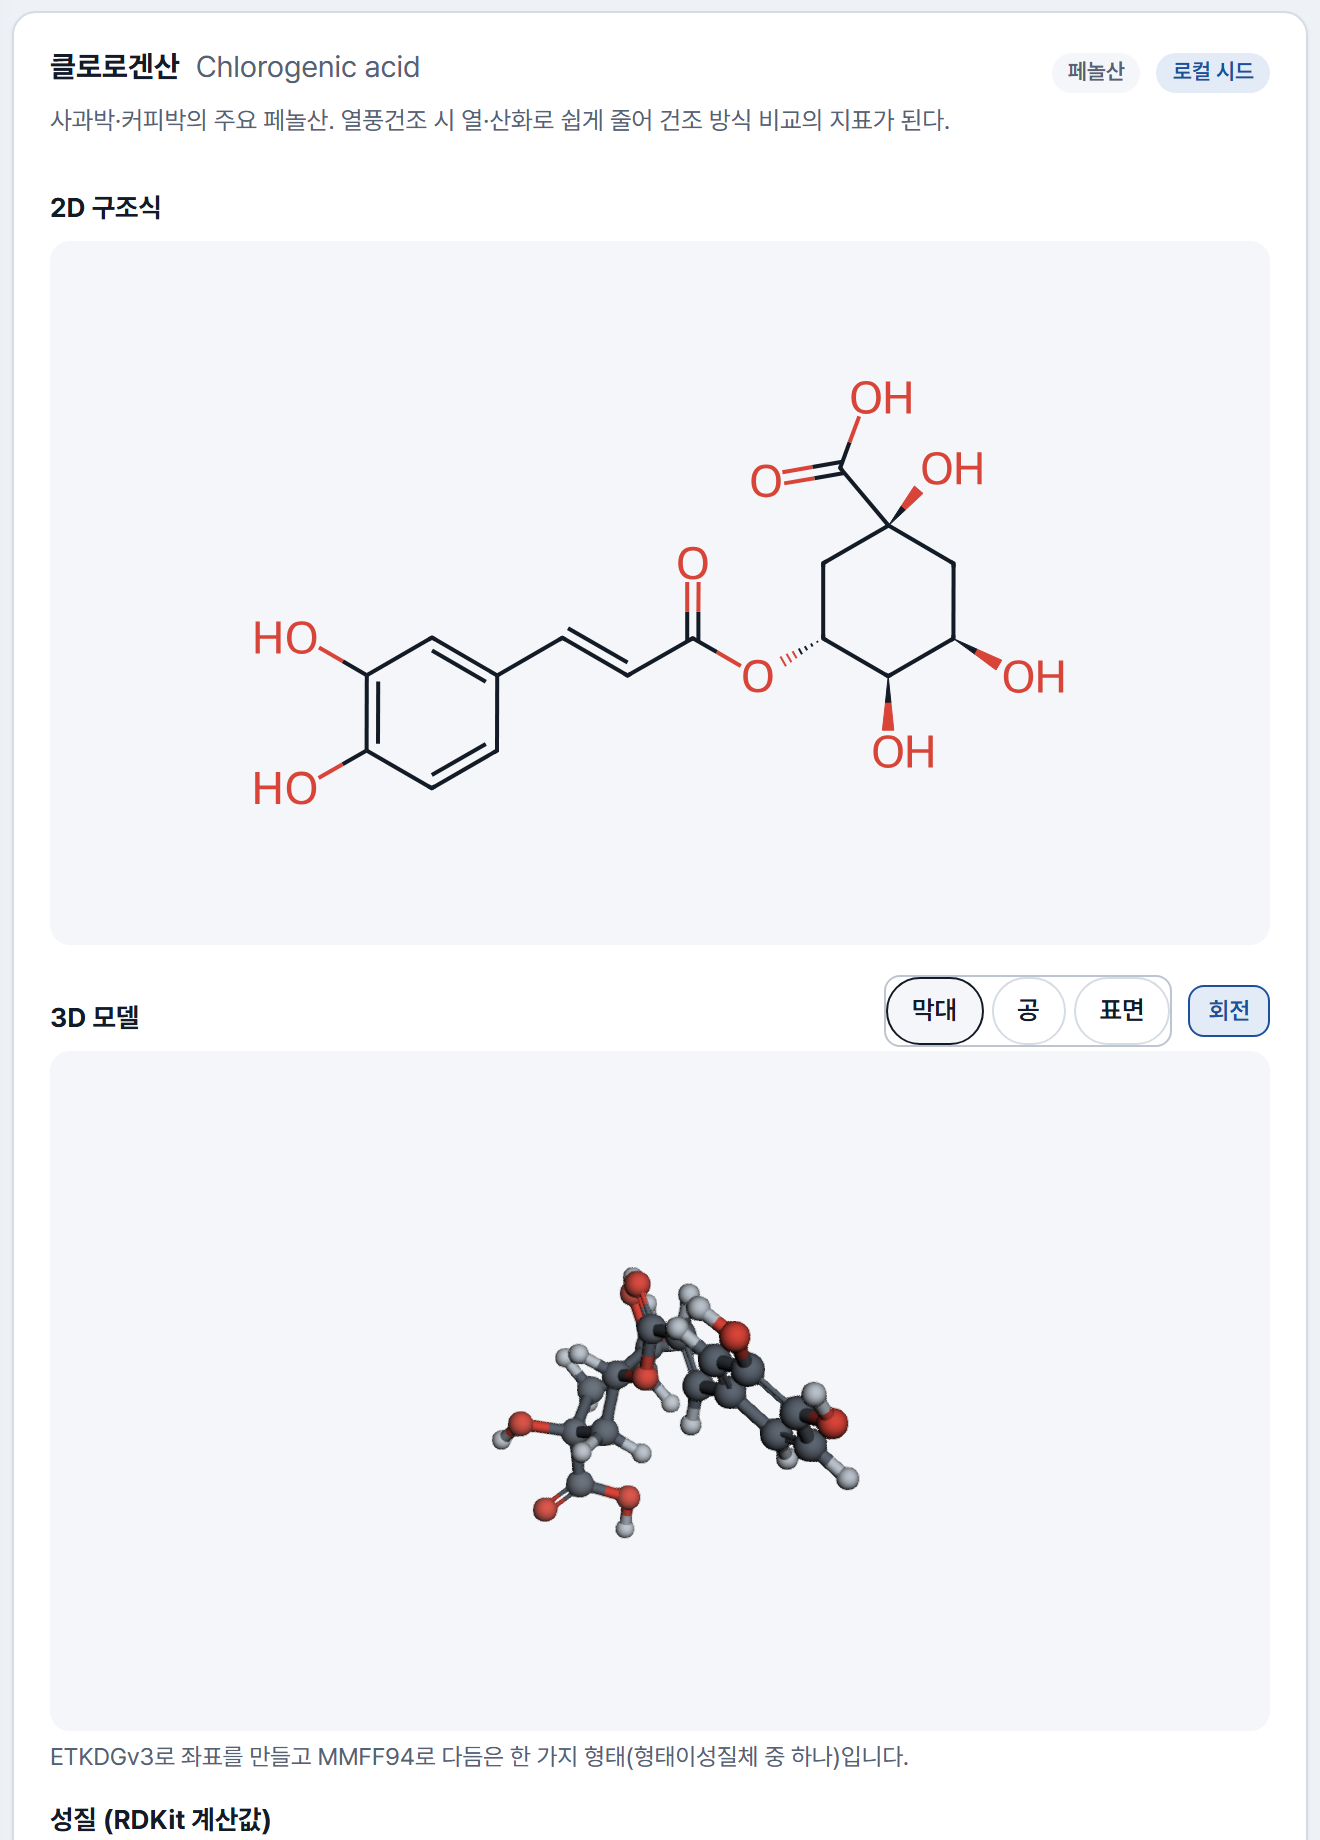 클로로겐산 Chlorogenic acid
페놀산
로컬 시드
사과박·커피박의 주요 페놀산. 열풍건조 시 열·산화로 쉽게 줄어 건조 방식 비교의 지표가 된다.
2D 구조식
OH
O
OH
O
HO
O
OH
OH
HO
3D 모델
막대
공
표면
회전
ETKDGv3로 좌표를 만들고 MMFF94로 다듬은 한 가지 형태(형태이성질체 중 하나)입니다.
성질 (RDKit 계산값)